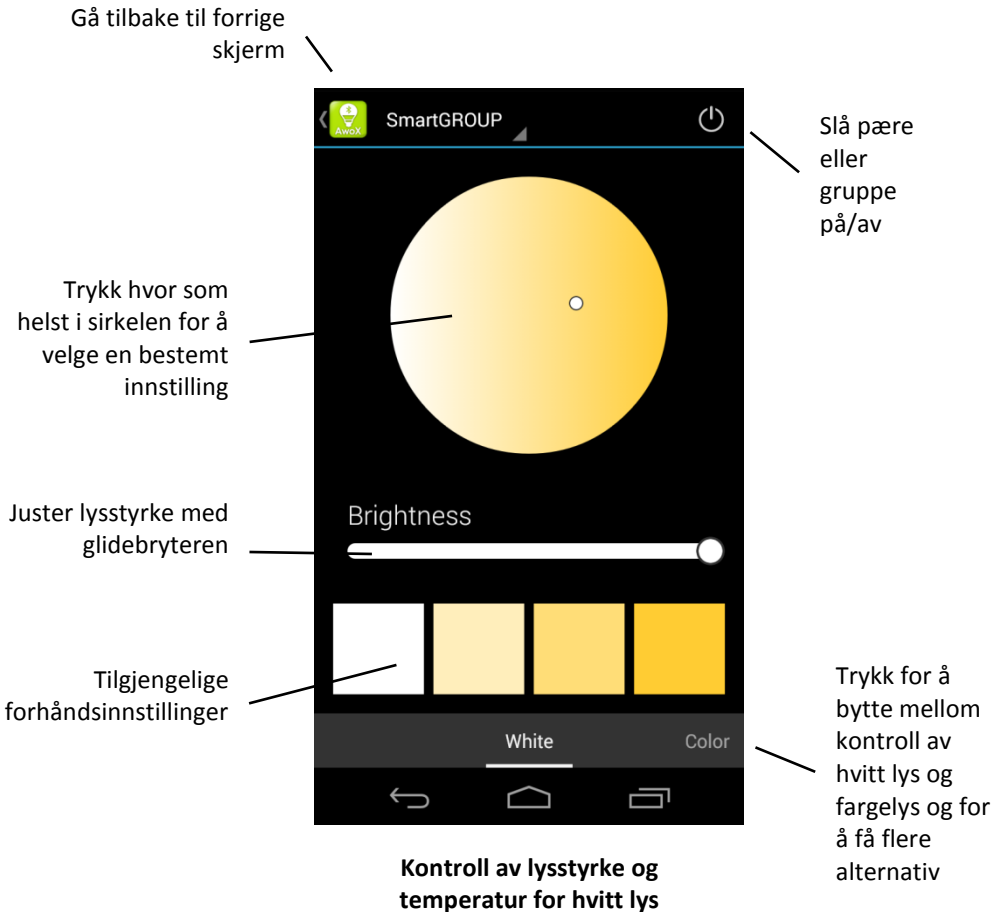 Gå tilbake til forrige
skjerm
AwoX
SmartGROUP
Slå pære
eller
gruppe
på/av
Trykk hvor som
helst i sirkelen for å
velge en bestemt
innstilling
Juster lysstyrke med
glidebryteren
Brightness
Tilgjengelige
forhåndsinnstillinger
White
Color
Trykk for å
bytte mellom
kontroll av
hvitt lys og
fargelys og for
å få flere
alternativ
Kontroll av lysstyrke og
temperatur for hvitt lys